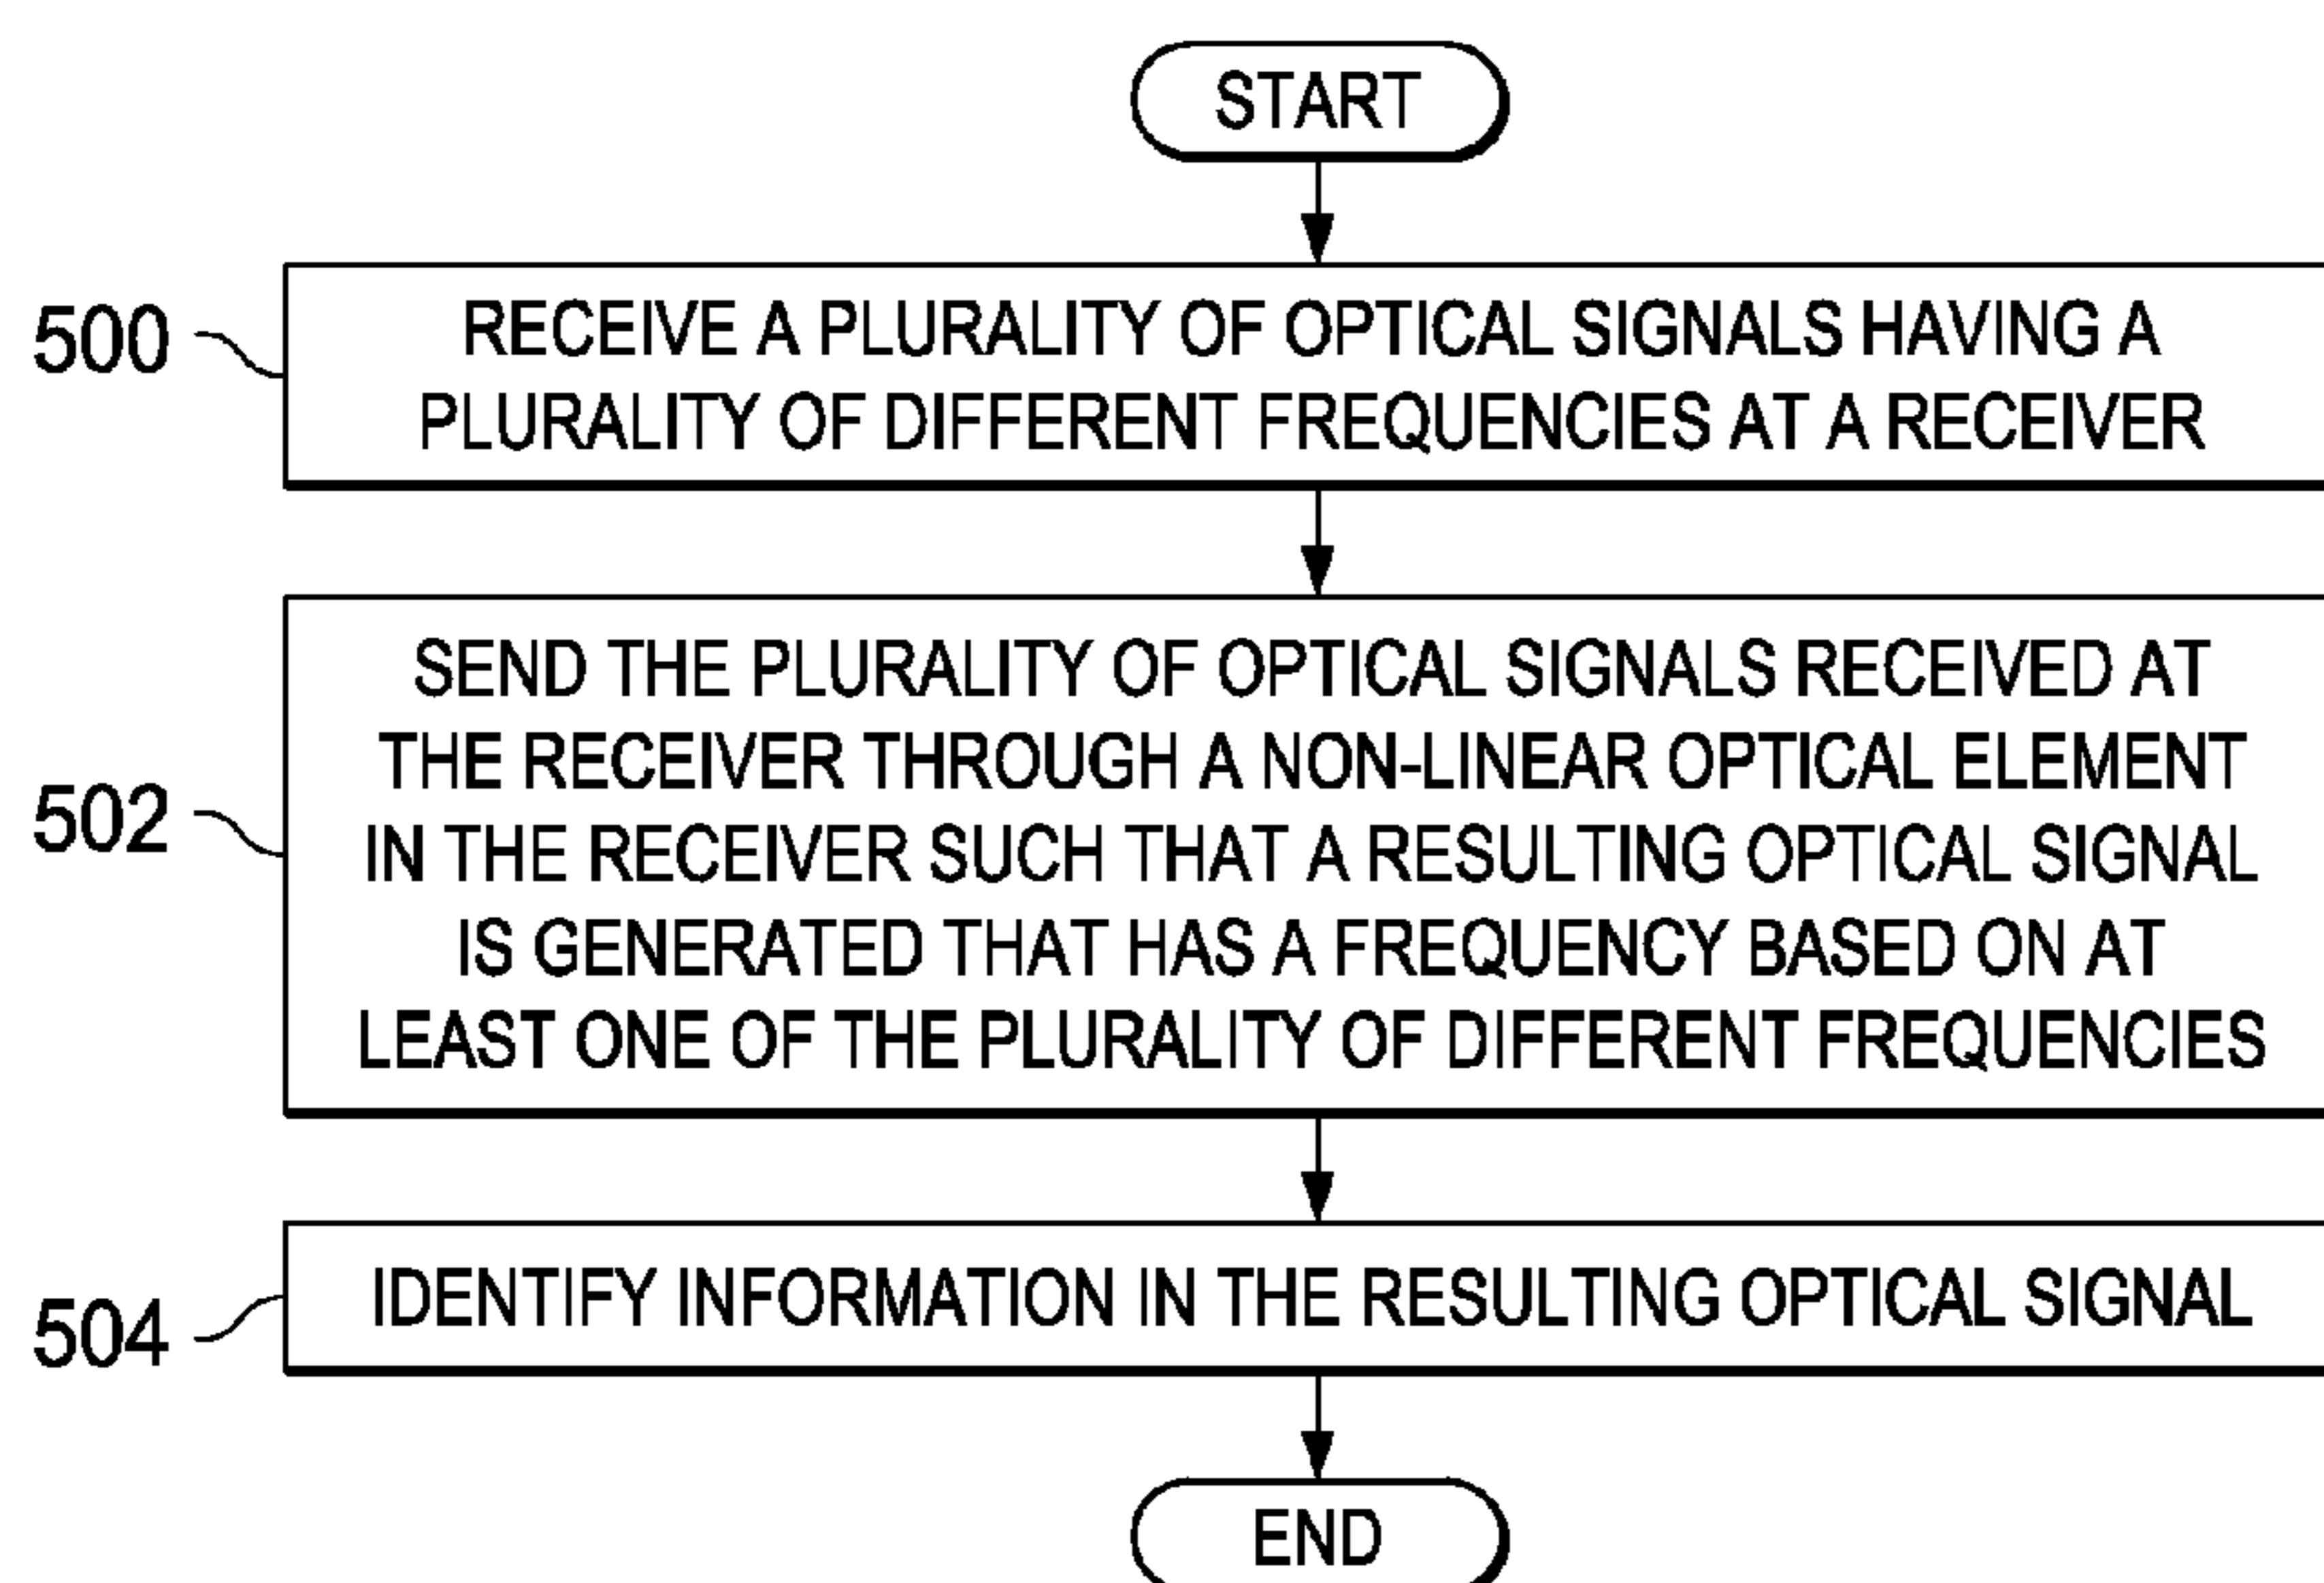 START
500
RECEIVE A PLURALITY OF OPTICAL SIGNALS HAVING A
PLURALITY OF DIFFERENT FREQUENCIES AT A RECEIVER
502
SEND THE PLURALITY OF OPTICAL SIGNALS RECEIVED AT
THE RECEIVER THROUGH A NON-LINEAR OPTICAL ELEMENT
IN THE RECEIVER SUCH THAT A RESULTING OPTICAL SIGNAL
IS GENERATED THAT HAS A FREQUENCY BASED ON AT
LEAST ONE OF THE PLURALITY OF DIFFERENT FREQUENCIES
504
IDENTIFY INFORMATION IN THE RESULTING OPTICAL SIGNAL
END